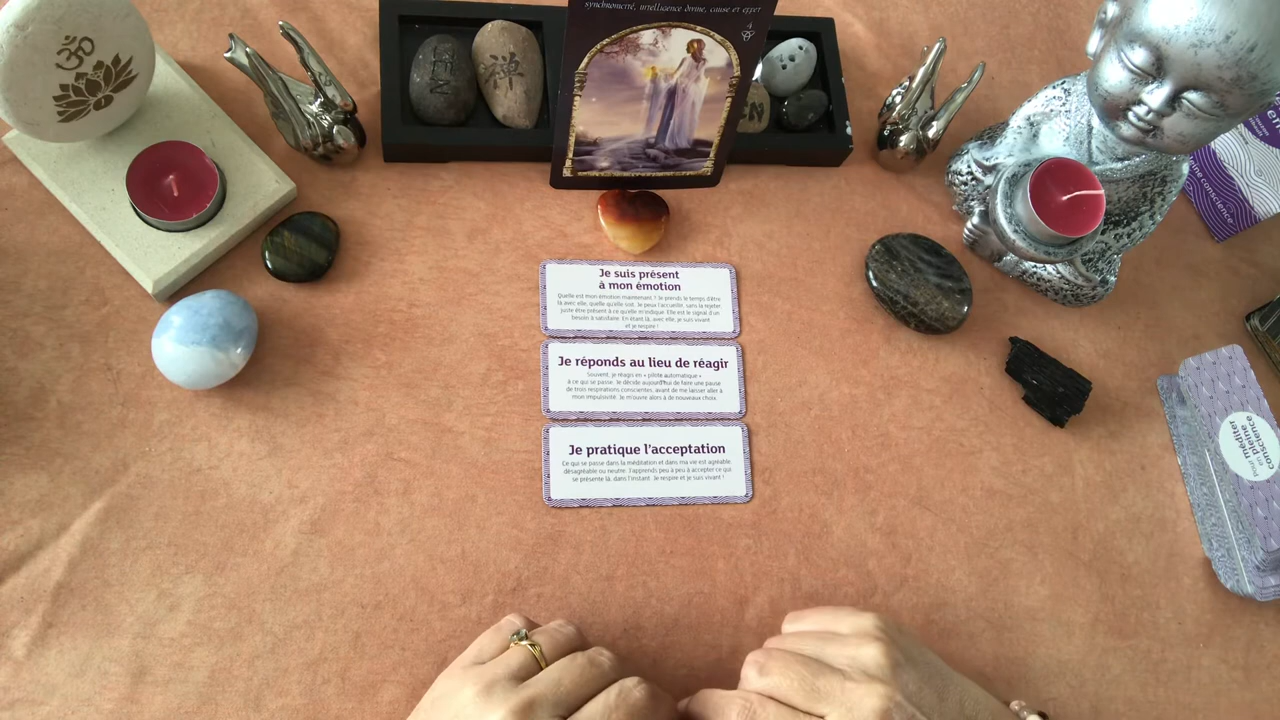 synchronicité, intelligence divine, cause et effet
4
ॐ
ZEN
禅
EN
Je suis présent
à mon émotion
Quelle est mon émotion maintenant ? Je prends le temps d'être
là avec elle, quelle qu'elle soit. Je peux l'accueillir, sans la rejeter,
juste être présent à ce qu'elle m'indique. Elle est le signal d'un
besoin à satisfaire. En étant là, avec elle, je suis vivant
et je respire !
Je réponds au lieu de réagir
Souvent, je réagis en « pilote automatique »
à ce qui se passe. Je décide aujourd'hui de faire une pause
de trois respirations conscientes, avant de me laisser aller à
mon impulsivité. Je m'ouvre alors à de nouveaux choix.
Je pratique l'acceptation
Ce qui se passe dans la méditation et dans ma vie est agréable,
désagréable ou neutre. J'apprends peu à peu à accepter ce qui
se présente là, dans l'instant. Je respire et je suis vivant !
pour méditer
en pleine
conscience